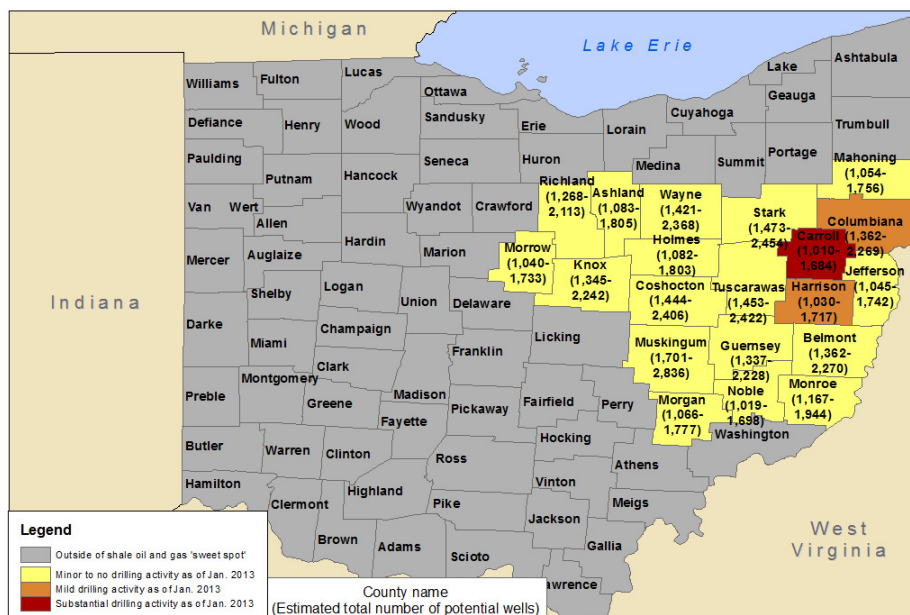 Michigan
Lake Erie
Indiana
West
Virginia
Williams
Fulton
Lucas
Ottawa
Lake
Ashtabula
Geauga
Cuyahoga
Defiance
Henry
Wood
Sandusky
Erie
Lorain
Trumbull
Paulding
Putnam
Hancock
Seneca
Huron
Medina
Summit
Portage
Mahoning
(1,054-
1,756)
Van Wert
Allen
Wyandot
Crawford
Richland
(1,268-
2,113)
Ashland
(1,083-
1,805)
Wayne
(1,421-
2,368)
Stark
(1,473-
2,454)
Columbiana
(1,362-
2,269)
Carroll
(1,010-
1,684)
Mercer
Auglaize
Hardin
Marion
Morrow
(1,040-
1,733)
Knox
(1,345-
2,242)
Holmes
(1,082-
1,803)
Coshocton
(1,444-
2,406)
Tuscarawas
(1,453-
2,422)
Harrison
(1,030-
1,717)
Jefferson
(1,045-
1,742)
Shelby
Logan
Union
Delaware
Licking
Darke
Miami
Champaign
Clark
Franklin
Muskingum
(1,701-
2,836)
Guernsey
(1,337-
2,228)
Belmont
(1,362-
2,270)
Preble
Montgomery
Greene
Madison
Fayette
Pickaway
Fairfield
Perry
Morgan
(1,066-
1,777)
Noble
(1,019-
1,698)
Monroe
(1,167-
1,944)
Washington
Butler
Warren
Clinton
Ross
Hocking
Athens
Hamilton
Clermont
Highland
Pike
Vinton
Meigs
Jackson
Brown
Adams
Scioto
Gallia
Lawrence
Legend
Outside of shale oil and gas 'sweet spot'
Minor to no drilling activity as of Jan. 2013
Mild drilling activity as of Jan. 2013
Substantial drilling activity as of Jan. 2013
County name
(Estimated total number of potential wells)